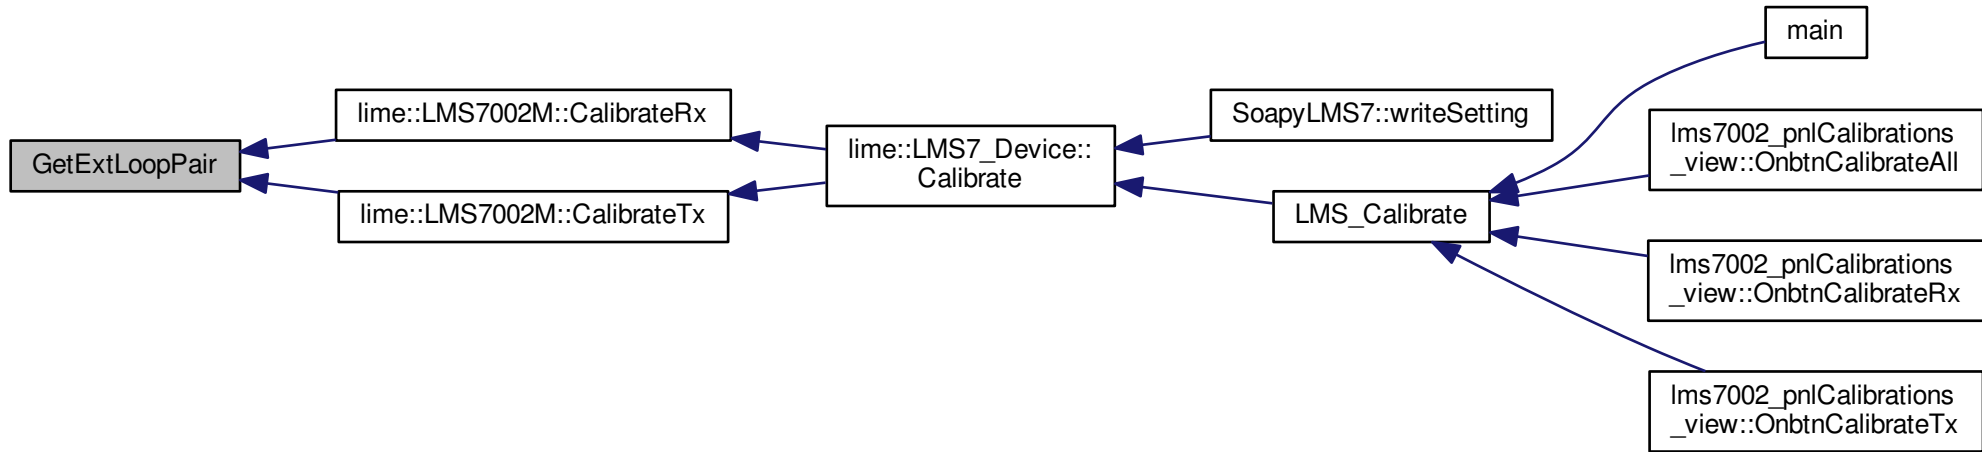 GetExtLoopPair
lime::LMS7002M::CalibrateRx
lime::LMS7002M::CalibrateTx
lime::LMS7_Device::
Calibrate
SoapyLMS7::writeSetting
LMS_Calibrate
main
lms7002_pnlCalibrations
_view::OnbtnCalibrateAll
lms7002_pnlCalibrations
_view::OnbtnCalibrateRx
lms7002_pnlCalibrations
_view::OnbtnCalibrateTx